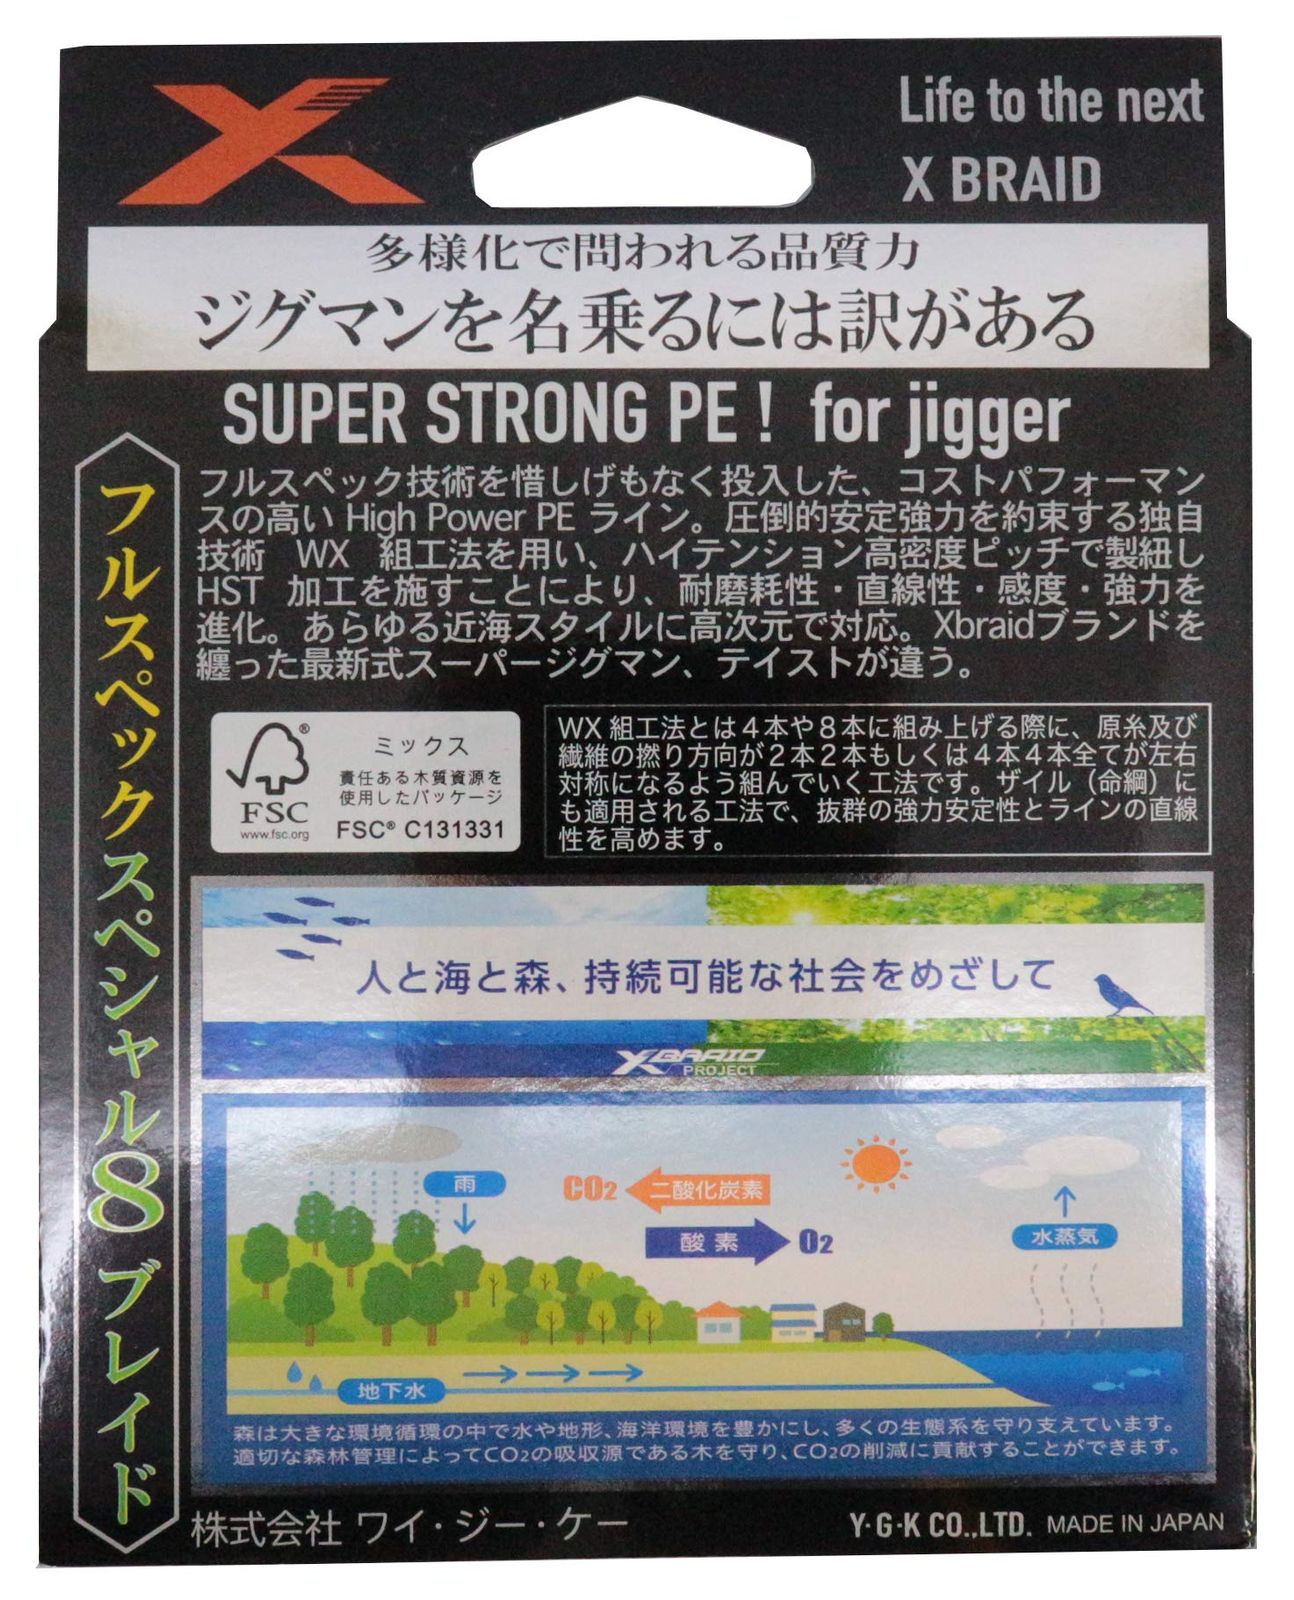 Life to the next
X BRAID
多様化で問われる品質力
ジグマンを名乗るには訳がある
SUPER STRONG PE! for jigger
フルスペックスペシャル8ブレイド
フルスペック技術を惜しげもなく投入した、コストパフォーマン
スの高い High Power PE ライン。圧倒的安定強力を約束する独自
技術 WX 組工法を用い、ハイテンション高密度ピッチで製紐し
HST 加工を施すことにより、耐磨耗性・直線性・感度・強力を
進化。あらゆる近海スタイルに高次元で対応。Xbraidブランドを
纏った最新式スーパージグマン、テイストが違う。
FSC
www.fsc.org
ミックス
責任ある木質資源を
使用したパッケージ
FSC® C131331
WX 組工法とは4本や8本に組み上げる際に、原糸及び
繊維の撚り方向が2本2本もしくは4本4本全てが左右
対称になるよう組んでいく工法です。ザイル（命綱）に
も適用される工法で、抜群の強力安定性とラインの直線
性を高めます。
人と海と森、持続可能な社会をめざして
XBRAID
PROJECT
雨
CO2 二酸化炭素
酸素 O2
水蒸気
地下水
森は大きな環境循環の中で水や地形、海洋環境を豊かにし、多くの生態系を守り支えています。
適切な森林管理によってCO2の吸収源である木を守り、CO2の削減に貢献することができます。
株式会社 ワイ・ジー・ケー
Y・G・K CO.,LTD. MADE IN JAPAN